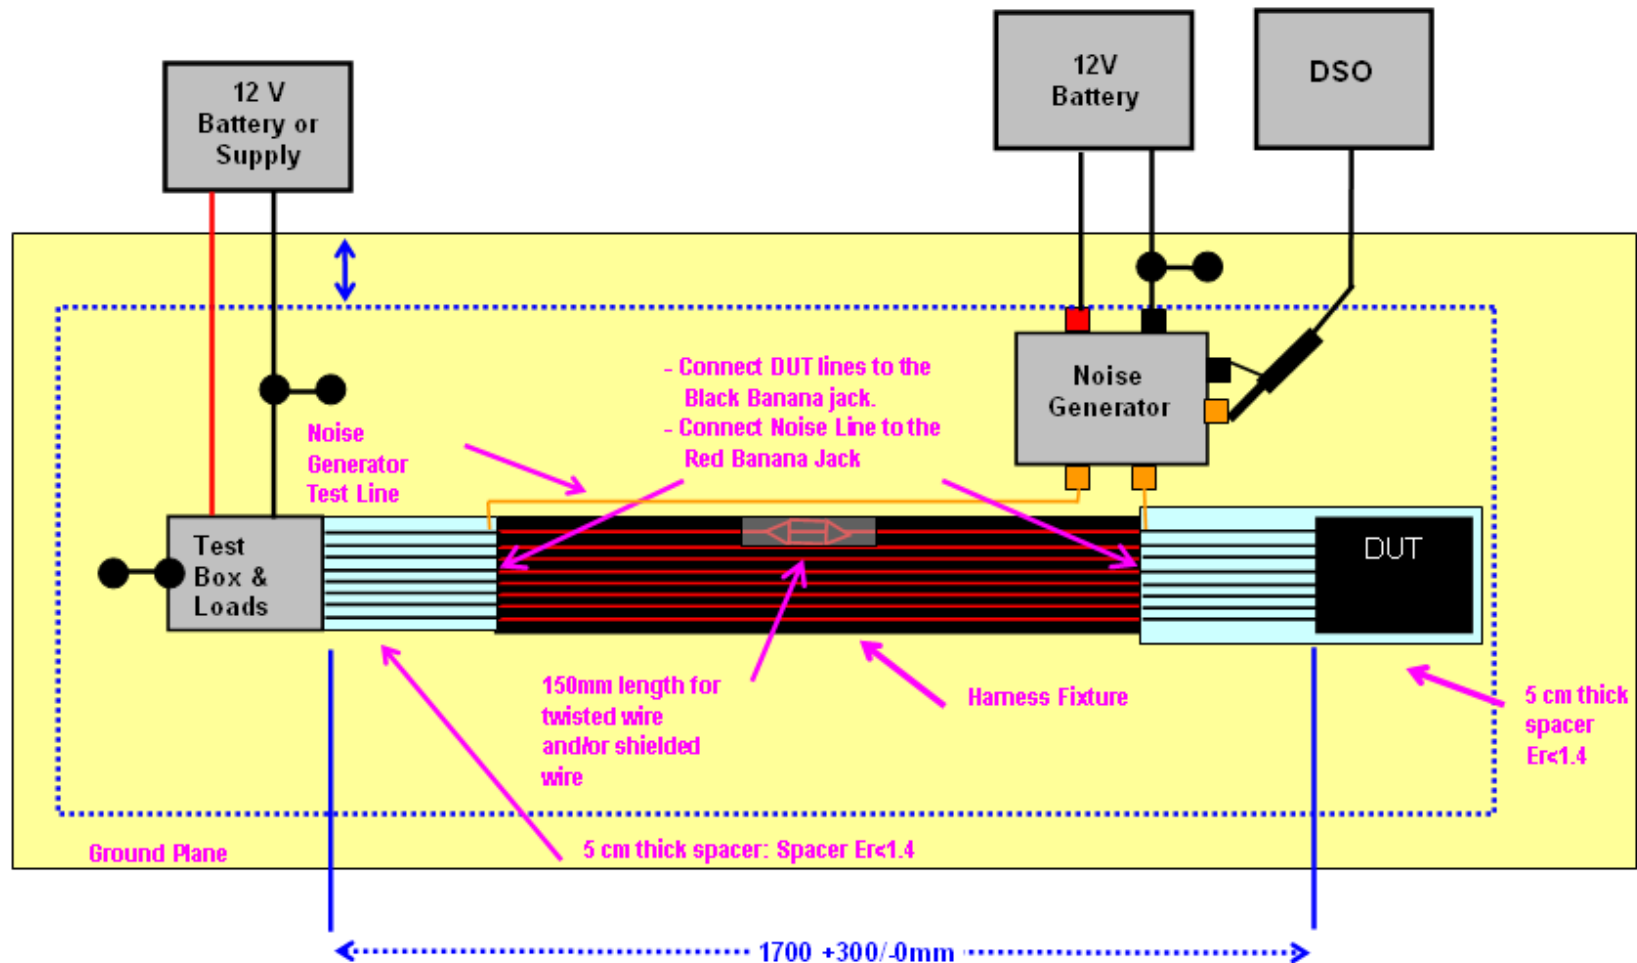 12 V
Battery or
Supply
12V
Battery
DSO
- Connect DUT lines to the
Black Banana jack.
- Connect Noise Line to the
Red Banana Jack
Noise
Generator
Noise
Generator
Test Line
Test
Box &
Loads
DUT
150mm length for
twisted wire
and/or shielded
wire
Harness Fixture
5 cm thick
spacer
Er<1.4
Ground Plane
5 cm thick spacer: Spacer Er<1.4
1700 +300/-0mm